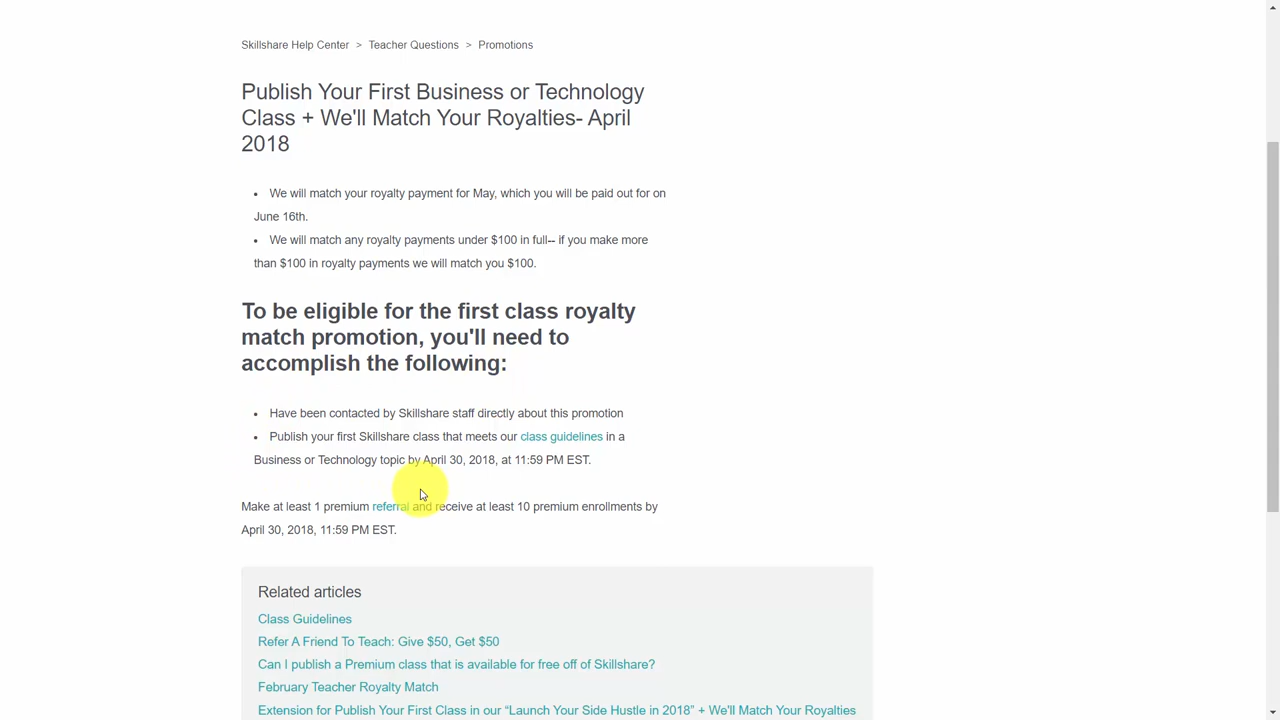 Skillshare Help Center > Teacher Questions > Promotions
Publish Your First Business or Technology
Class + We'll Match Your Royalties- April
2018
• We will match your royalty payment for May, which you will be paid out for on
June 16th.
• We will match any royalty payments under $100 in full-- if you make more
than $100 in royalty payments we will match you $100.
To be eligible for the first class royalty
match promotion, you'll need to
accomplish the following:
• Have been contacted by Skillshare staff directly about this promotion
• Publish your first Skillshare class that meets our class guidelines in a
Business or Technology topic by April 30, 2018, at 11:59 PM EST.
Make at least 1 premium referral and receive at least 10 premium enrollments by
April 30, 2018, 11:59 PM EST.
Related articles
Class Guidelines
Refer A Friend To Teach: Give $50, Get $50
Can I publish a Premium class that is available for free off of Skillshare?
February Teacher Royalty Match
Extension for Publish Your First Class in our “Launch Your Side Hustle in 2018” + We'll Match Your Royalties